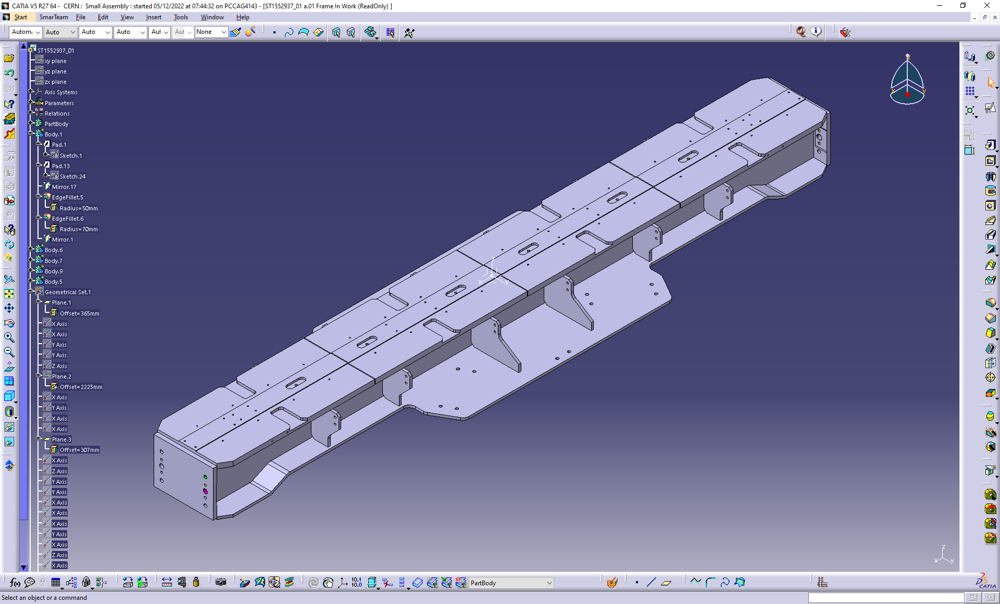 CATIA V5 R27 64 - CERN : Small Assembly : started 05/12/2022 at 07:44:32 on PCCAG4143 - [ST1552937_01 a.01 Frame In Work (ReadOnly) ]
Start SmarTeam File Edit View Insert Tools Window Help
Automa Auto Auto Auto Aut Aut None
ST1552937_01
xy plane
yz plane
zx plane
Axis Systems
Parameters
Relations
PartBody
Body.1
Pad.1
Sketch.1
Pad.13
Sketch.24
Mirror.17
EdgeFillet.5
Radius=50mm
EdgeFillet.6
Radius=70mm
Mirror.1
Body.6
Body.7
Body.9
Body.5
Geometrical Set.1
Plane.1
Offset=365mm
X Axis
X Axis
Y Axis
Y Axis
Z Axis
Plane.2
Offset=2225mm
X Axis
Y Axis
X Axis
X Axis
Plane.3
Offset=307mm
X Axis
Z Axis
Y Axis
Y Axis
X Axis
X Axis
X Axis
Y Axis
X Axis
Z Axis
X Axis
z
x y
z
x y
z
x y
f(x) 10.1 10.0 PartBody
CATIA
Select an object or a command